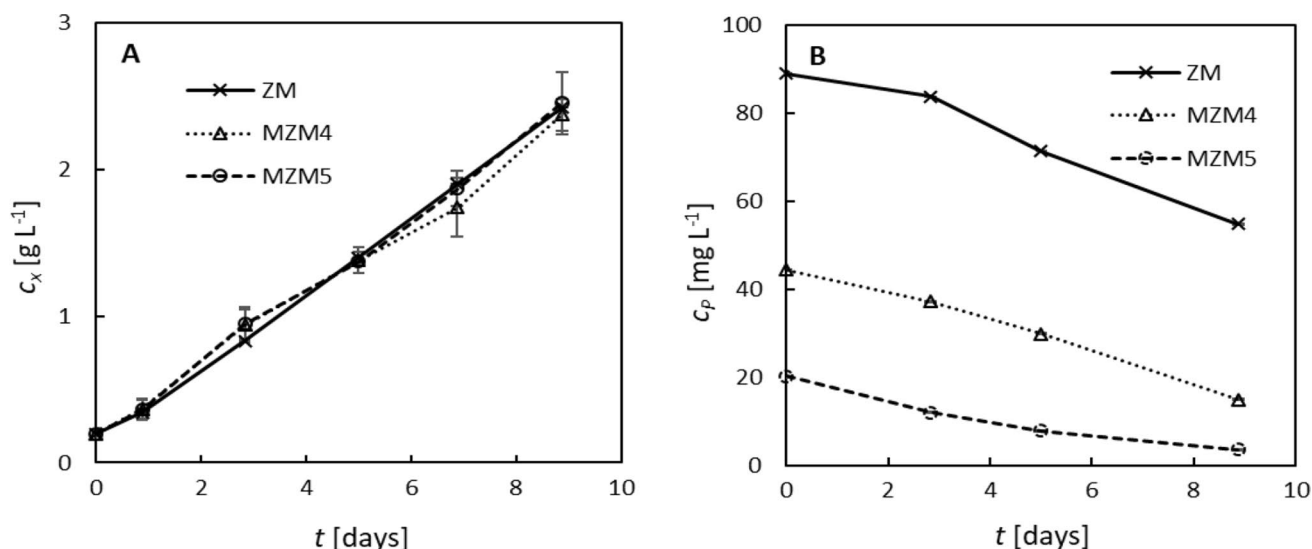 A
ZM
MZM4
MZM5
3
2
1
0
0 2 4 6 8 10
c_x [g L⁻¹]
t [days]
B
ZM
MZM4
MZM5
100
80
60
40
20
0
0 2 4 6 8 10
c_P [mg L⁻¹]
t [days]